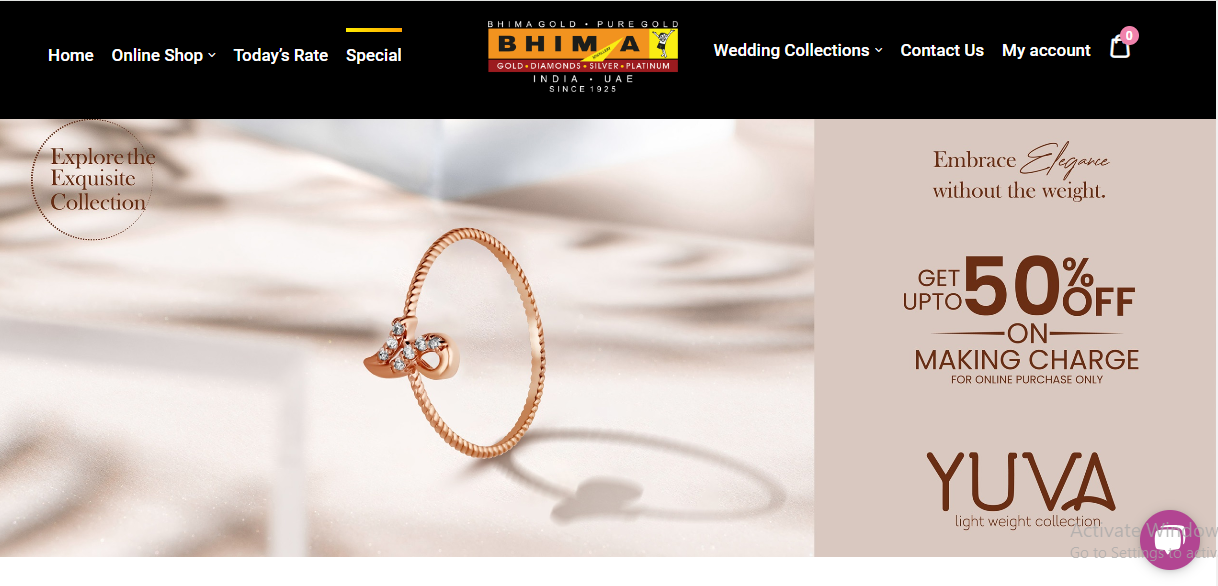 Home
Online Shop
Today's Rate
Special
BHIMA GOLD • PURE GOLD
BHIMA
JEWELLERY
GOLD • DIAMONDS • SILVER • PLATINUM
INDIA • UAE
SINCE 1925
Wedding Collections
Contact Us
My account
0
Explore the
Exquisite
Collection
Embrace Elegance
without the weight.
GET
UPTO
50% OFF
ON
MAKING CHARGE
FOR ONLINE PURCHASE ONLY
YUVA
light weight collection
Activate Window
Go to Settings to activ